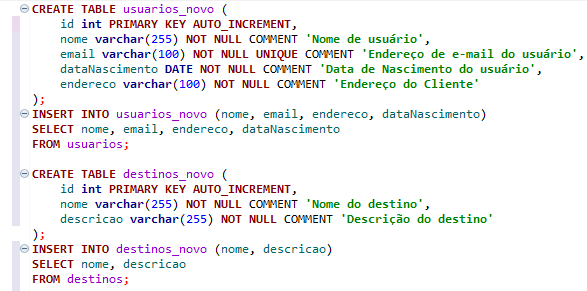 CREATE TABLE usuarios_novo (
id int PRIMARY KEY AUTO_INCREMENT,
nome varchar(255) NOT NULL COMMENT 'Nome de usuário',
email varchar(100) NOT NULL UNIQUE COMMENT 'Endereço de e-mail do usuário',
dataNascimento DATE NOT NULL COMMENT 'Data de Nascimento do usuário',
endereco varchar(100) NOT NULL COMMENT 'Endereço do Cliente'
);
INSERT INTO usuarios_novo (nome, email, endereco, dataNascimento)
SELECT nome, email, endereco, dataNascimento
FROM usuarios;
CREATE TABLE destinos_novo (
id int PRIMARY KEY AUTO_INCREMENT,
nome varchar(255) NOT NULL COMMENT 'Nome do destino',
descricao varchar(255) NOT NULL COMMENT 'Descrição do destino'
);
INSERT INTO destinos_novo (nome, descricao)
SELECT nome, descricao
FROM destinos;